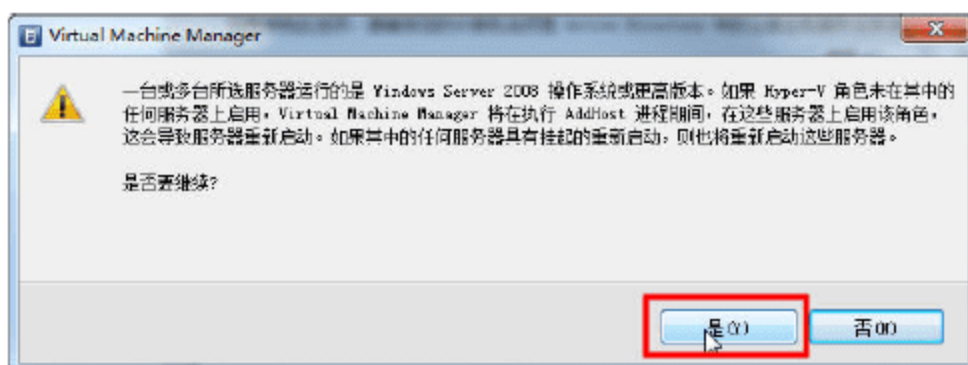 Virtual Machine Manager
一台或多台所选服务器运行的是 Windows Server 2008 操作系统或更高版本。如果 Hyper-V 角色未在其中的
任何服务器上启用，Virtual Machine Manager 将在执行 AddHost 进程期间，在这些服务器上启用该角色，
这会导致服务器重新启动。如果其中的任何服务器具有挂起的重新启动，则也将重新启动这些服务器。
是否要继续?
是(Y)
否(N)